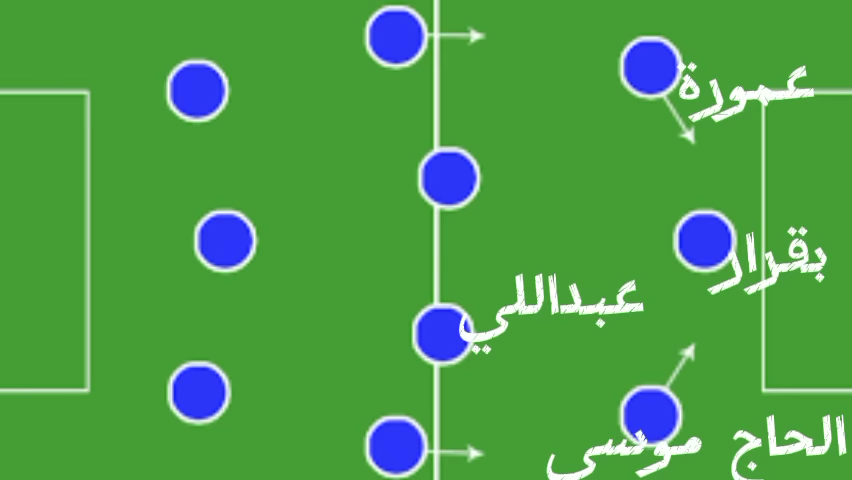 عمورة
بقرار
عبداللي
الحاج موسى